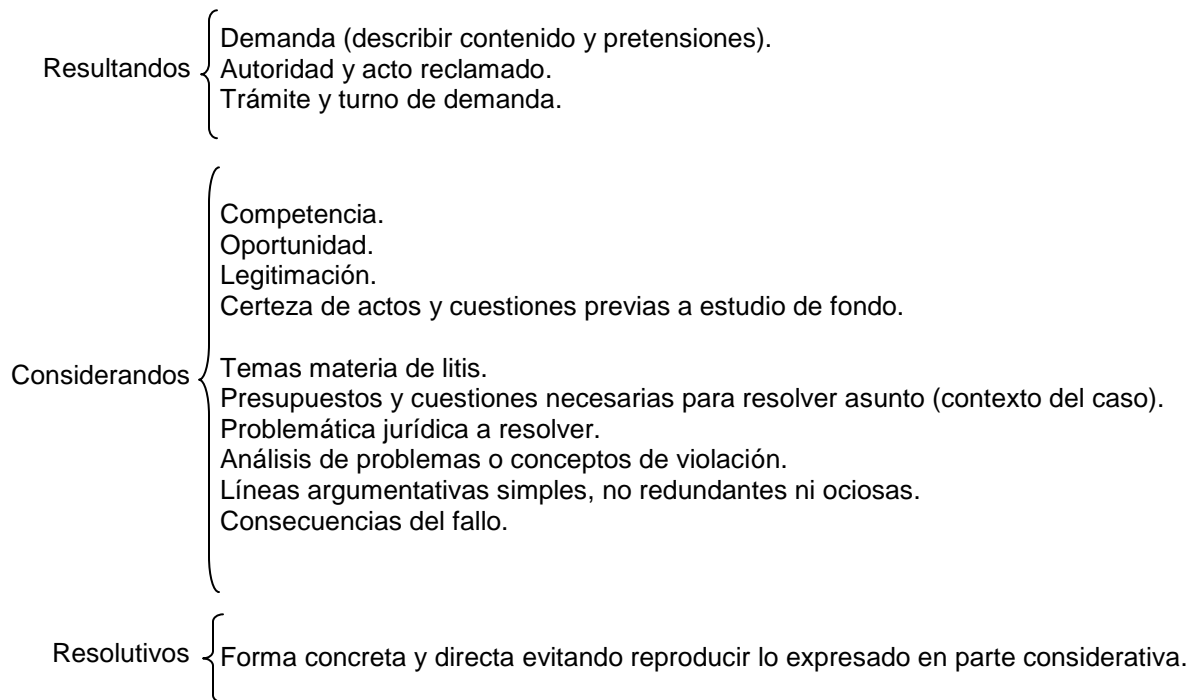 Resultandos
Demanda (describir contenido y pretensiones).
Autoridad y acto reclamado.
Trámite y turno de demanda.
Considerandos
Competencia.
Oportunidad.
Legitimación.
Certeza de actos y cuestiones previas a estudio de fondo.
Temas materia de litis.
Presupuestos y cuestiones necesarias para resolver asunto (contexto del caso).
Problemática jurídica a resolver.
Análisis de problemas o conceptos de violación.
Líneas argumentativas simples, no redundantes ni ociosas.
Consecuencias del fallo.
Resolutivos
Forma concreta y directa evitando reproducir lo expresado en parte considerativa.